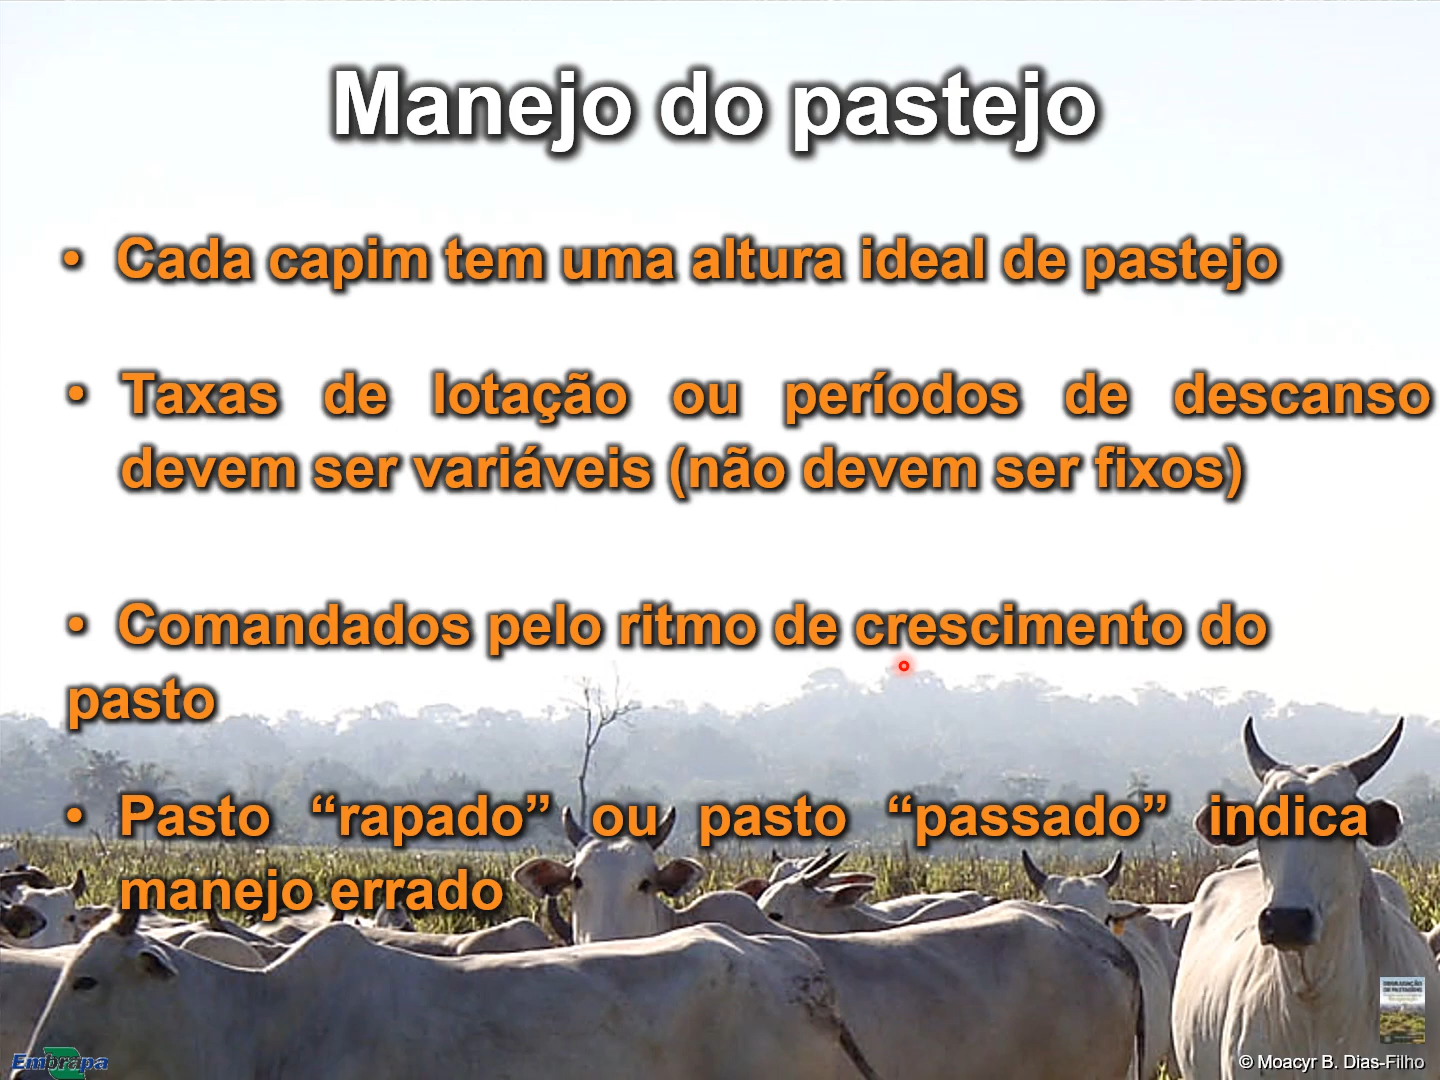 Manejo do pastejo
• Cada capim tem uma altura ideal de pastejo
• Taxas de lotação ou períodos de descanso
devem ser variáveis (não devem ser fixos)
• Comandados pelo ritmo de crescimento do
pasto
• Pasto “rapado” ou pasto “passado” indica
manejo errado
Embrapa
© Moacyr B. Dias-Filho